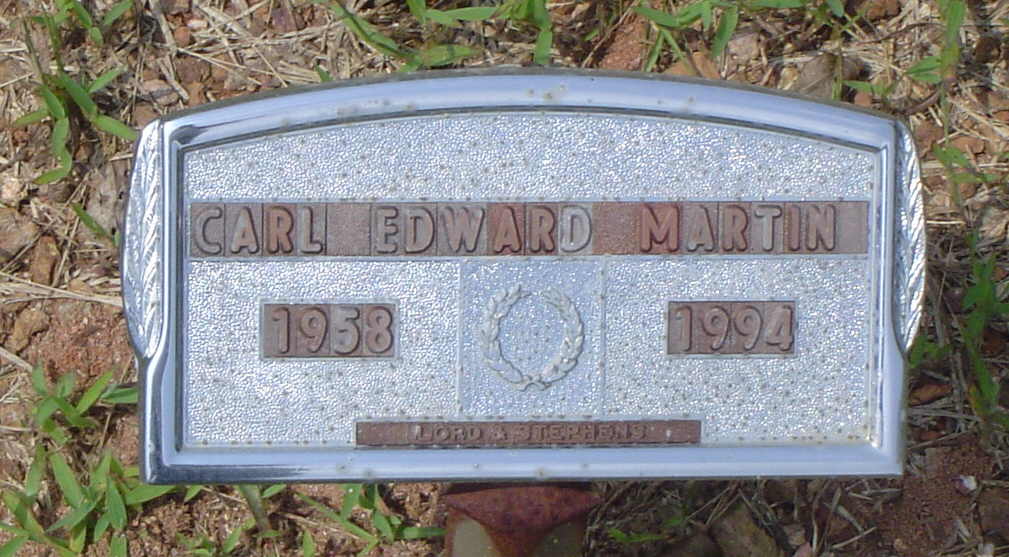 CARL EDWARD MARTIN
1958 1994
LORD & STEPHENS